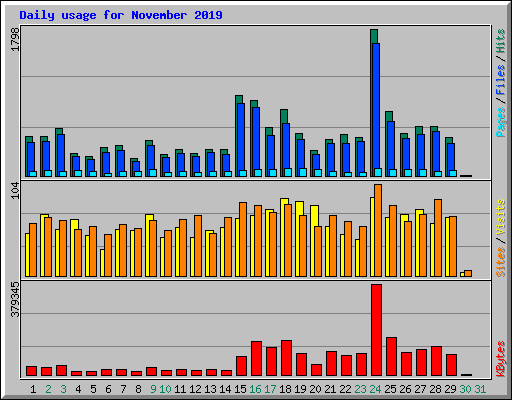 Daily usage for November 2019
1798
Pages / Files / Hits
104
Sites / Visits
379345
KBytes
1 2 3 4 5 6 7 8 9 10 11 12 13 14 15 16 17 18 19 20 21 22 23 24 25 26 27 28 29 30 31